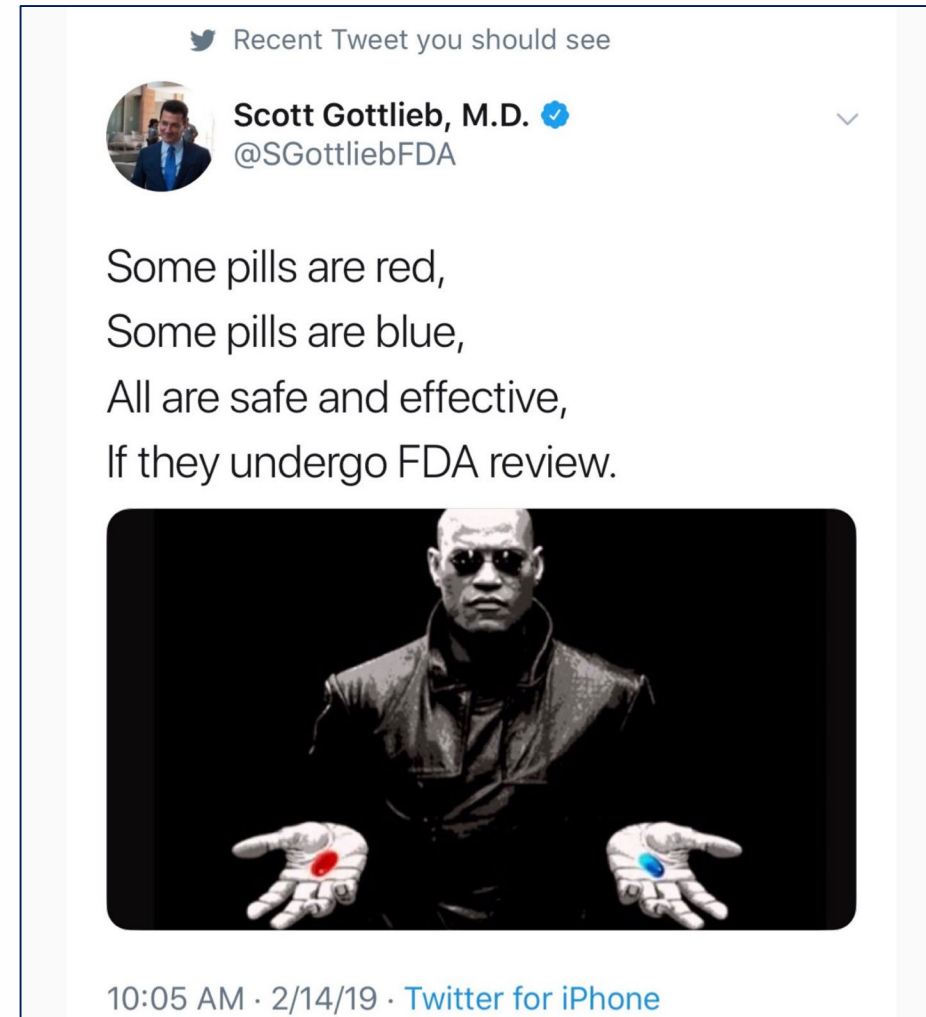 Recent Tweet you should see
Scott Gottlieb, M.D.
@SGottliebFDA
Some pills are red,
Some pills are blue,
All are safe and effective,
If they undergo FDA review.
10:05 AM · 2/14/19 · Twitter for iPhone